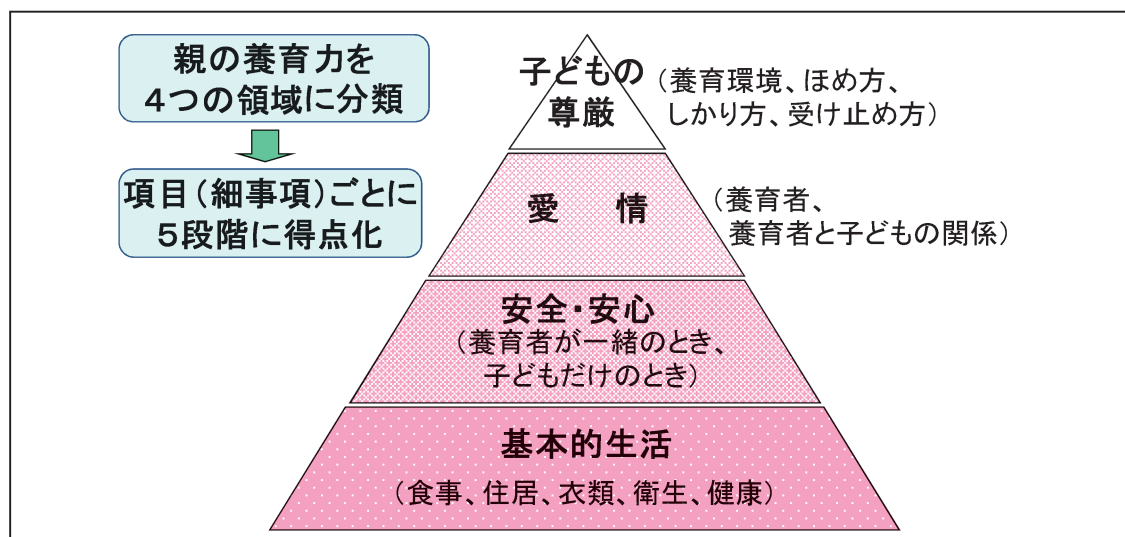 親の養育力を
４つの領域に分類
項目（細事項）ごとに
５段階に得点化
子どもの
尊厳
（養育環境、ほめ方、
しかり方、受け止め方）
愛　情
（養育者、
養育者と子どもの関係）
安全・安心
（養育者が一緒のとき、
子どもだけのとき）
基本的生活
（食事、住居、衣類、衛生、健康）